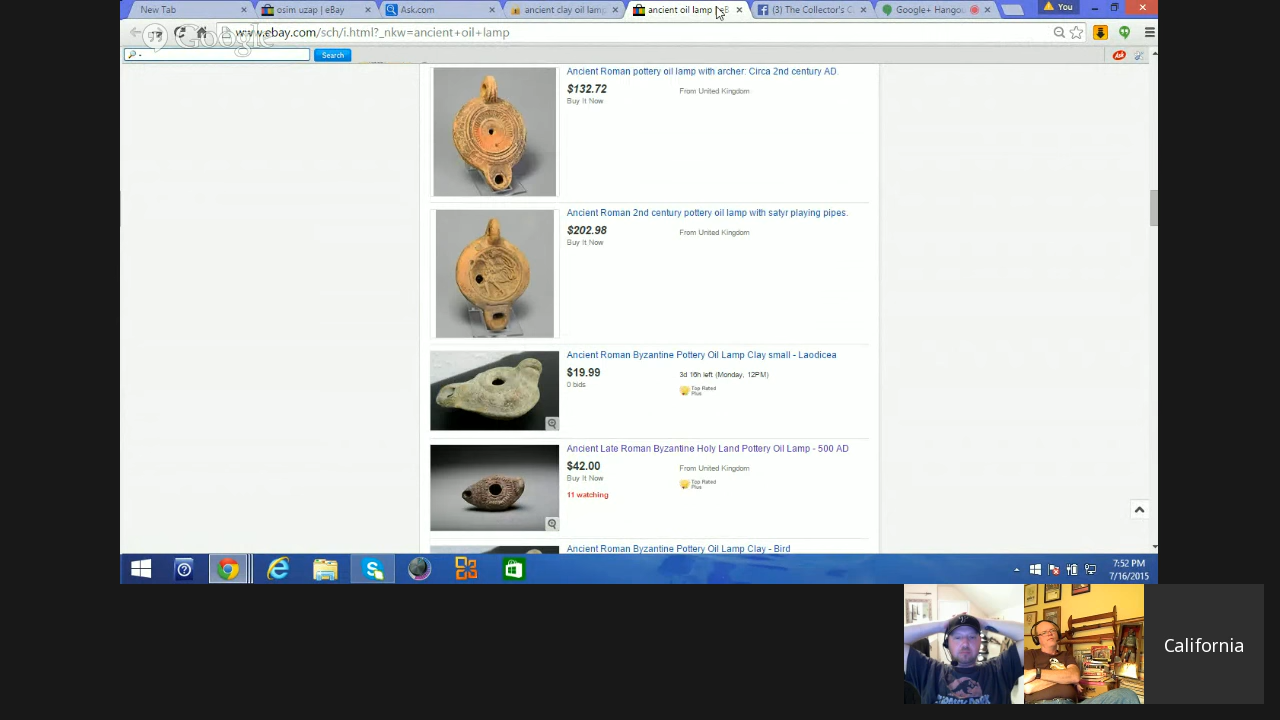 New Tab
osim uzap | eBay
Ask.com
ancient clay oil lamp
ancient oil lamp
(3) The Collector's C
Google+ Hangou
You
Google
www.ebay.com/sch/i.html?_nkw=ancient+oil+lamp
Search
Ask
Ancient Roman pottery oil lamp with archer: Circa 2nd century AD.
$132.72
From United Kingdom
Buy It Now
Ancient Roman 2nd century pottery oil lamp with satyr playing pipes.
$202.98
From United Kingdom
Buy It Now
Ancient Roman Byzantine Pottery Oil Lamp Clay small - Laodicea
$19.99
3d 16h left (Monday, 12PM)
0 bids
Top Rated
Plus
Ancient Late Roman Byzantine Holy Land Pottery Oil Lamp - 500 AD
$42.00
From United Kingdom
Buy It Now
Top Rated
Plus
11 watching
Ancient Roman Byzantine Pottery Oil Lamp Clay - Bird
7:52 PM
7/16/2015
California